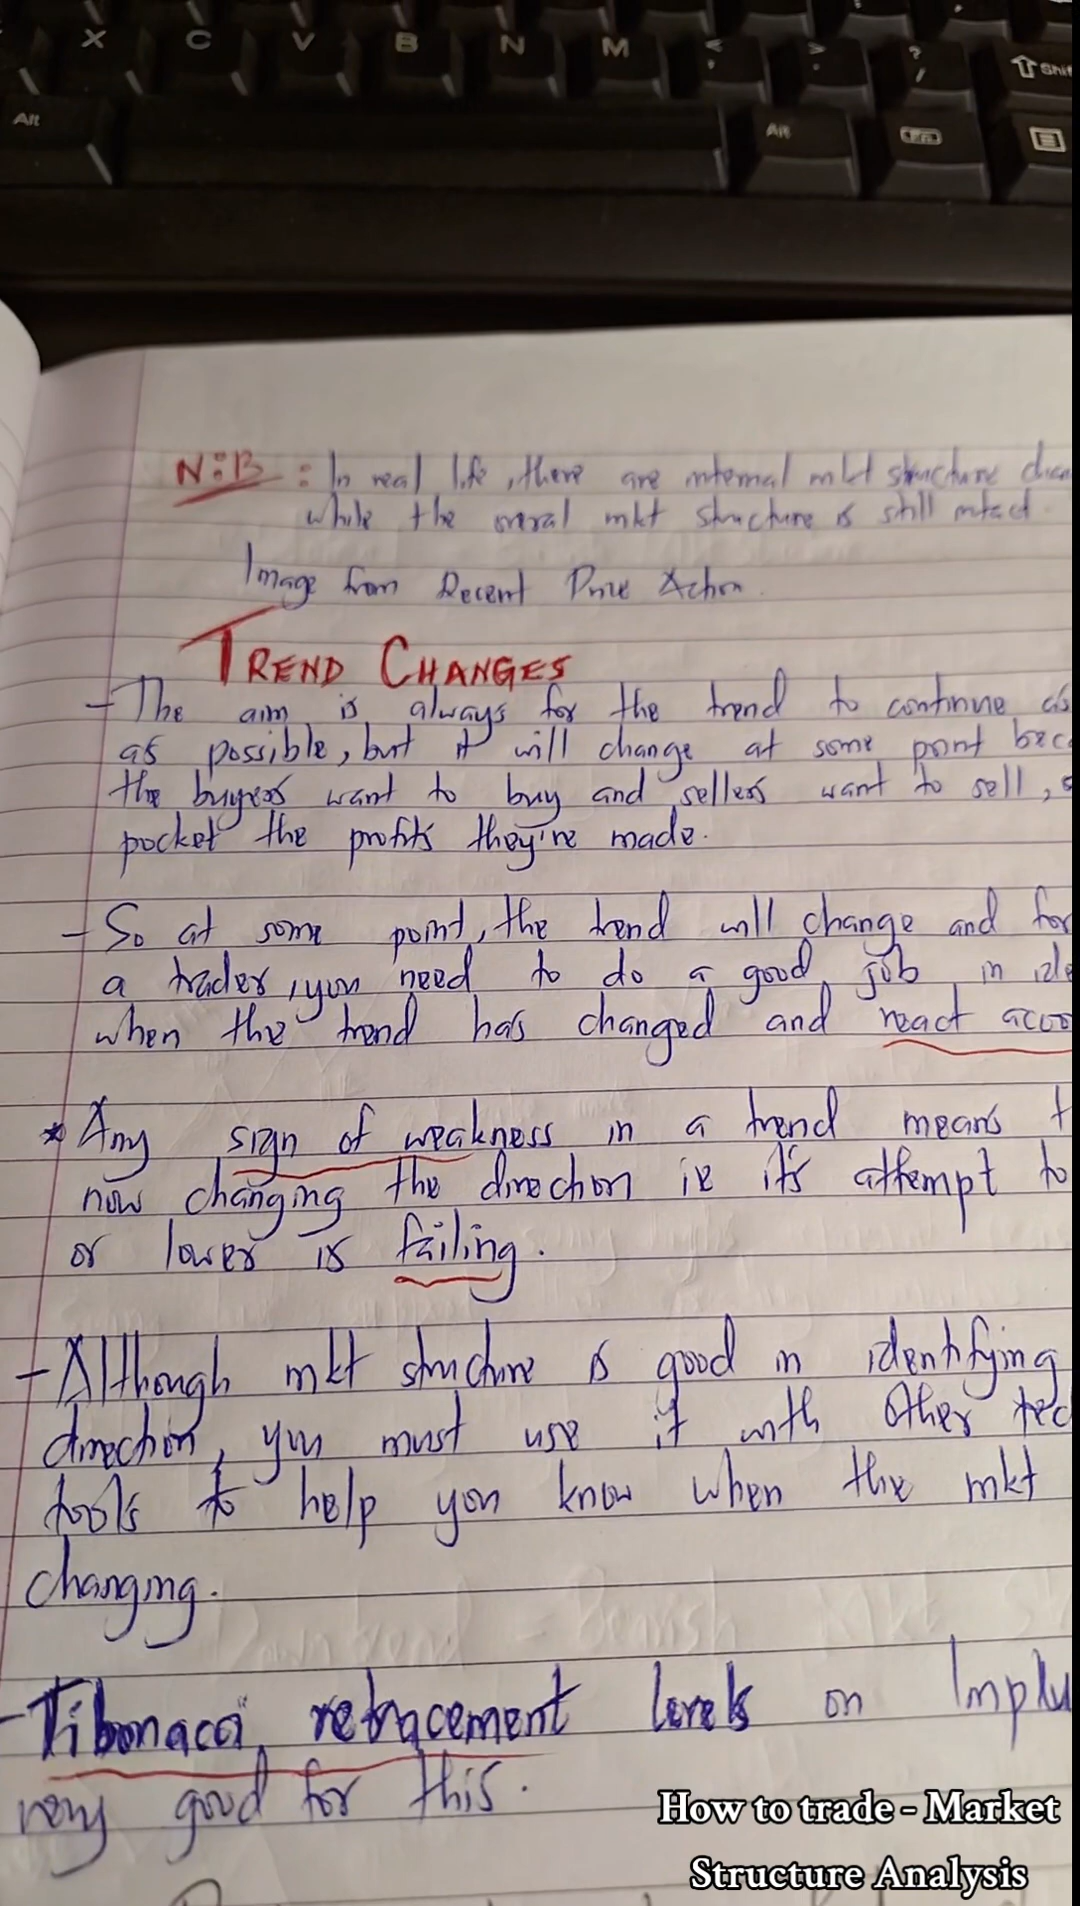 X C V B N M < , > . ? / Shift
Alt Alt
N:B : In real life, there are internal mkt structure
while the overal mkt structure is still intact.
Image from Decent Price Action.
TREND CHANGES
- The aim is always for the trend to continue as
as possible, but it will change at some point
the buyers want to buy and sellers want to sell,
pocket the profits they're made.
- So at some point, the trend will change and for
a trader, you need to do a good job in
when the trend has changed and react
* Any sign of weakness in a trend means
now changing the direction ie it's attempt to
or lower is failing.
- Although mkt structure is good in identifying
direction, you must use it with other
tools to help you know when the mkt
changing.
- Fibonacci retracement levels on
very good for this.
How to trade - Market
Structure Analysis